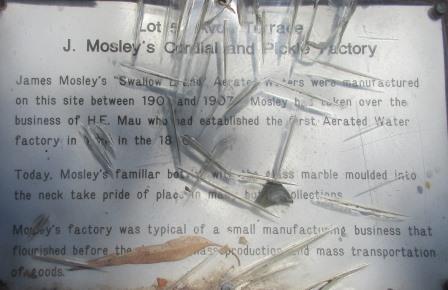 Lot 5 Terrace
J. Mosley's Cordial and Pickle Factory
James Mosley's "Swallow Brand" Aerated Waters were manufactured
on this site between 190 and 1907. Mosley had taken over the
business of H.E. Mau who had established the first Aerated Water
factory in in the
Today, Mosley's familiar with the glass marble moulded into
the neck take pride of place in many collections.
Mosley's factory was typical of a small manufacturing business that
flourished before the production and mass transportation
of goods.